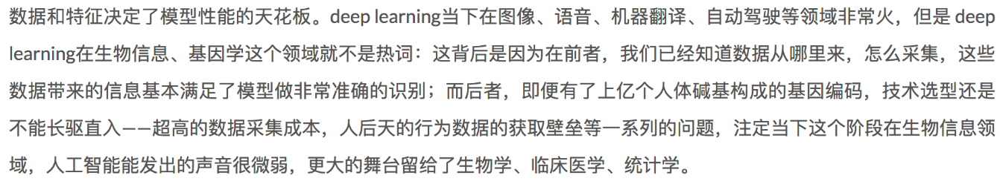 数据和特征决定了模型性能的天花板。deep learning当下在图像、语音、机器翻译、自动驾驶等领域非常火，但是 deep
learning在生物信息、基因学这个领域就不是热词：这背后是因为在前者，我们已经知道数据从哪里来，怎么采集，这些
数据带来的信息基本满足了模型做非常准确的识别；而后者，即便有了上亿个人体碱基构成的基因编码，技术选型还是
不能长驱直入——超高的数据采集成本，人后天的行为数据的获取壁垒等一系列的问题，注定当下这个阶段在生物信息领
域，人工智能能发出的声音很微弱，更大的舞台留给了生物学、临床医学、统计学。